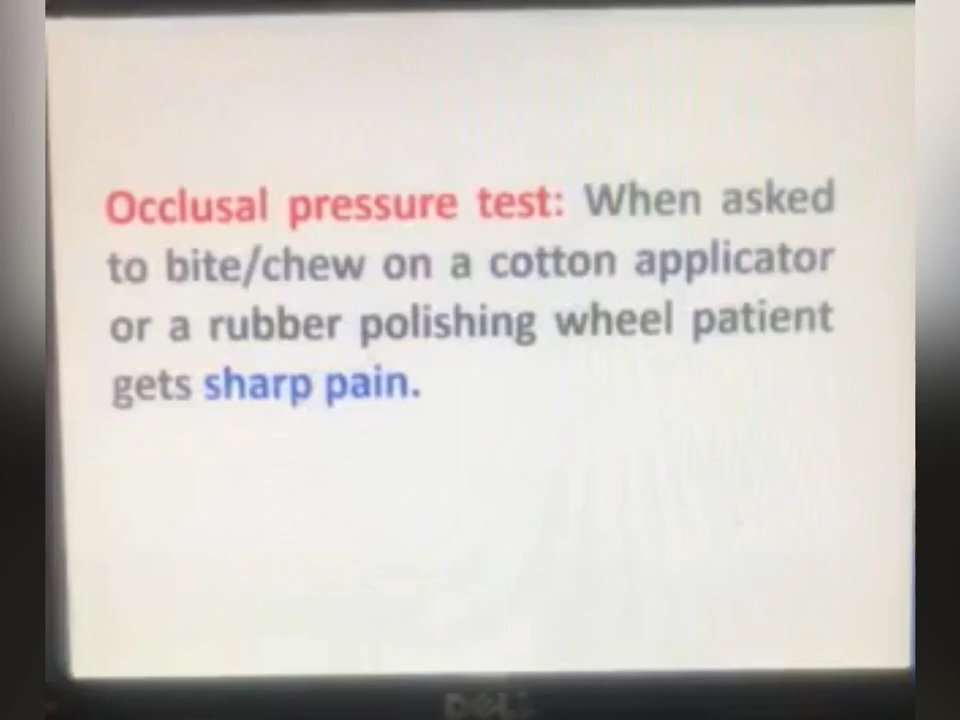 Occlusal pressure test: When asked
to bite/chew on a cotton applicator
or a rubber polishing wheel patient
gets sharp pain.
DELL